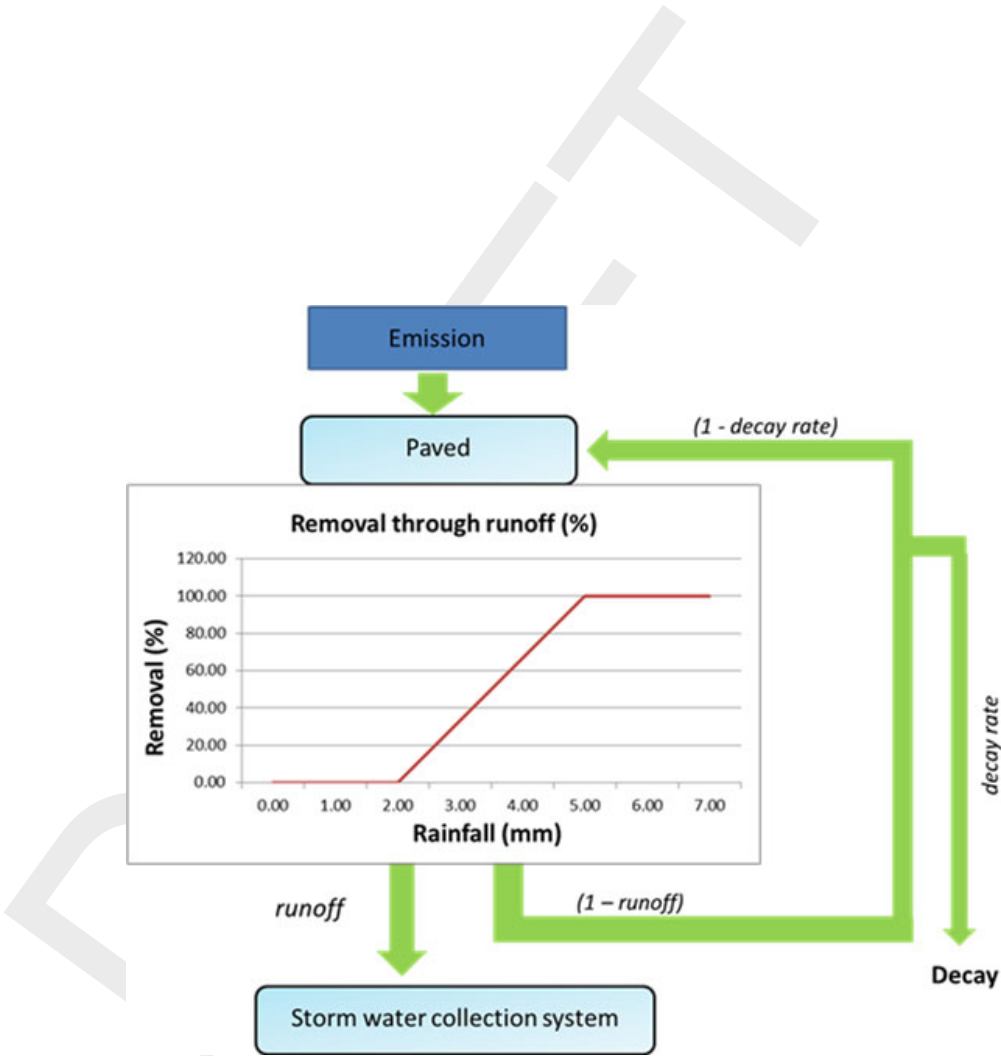 Emission
Paved
(1 - decay rate)
Removal through runoff (%)
120.00
100.00
80.00
60.00
40.00
20.00
0.00
Removal (%)
0.00 1.00 2.00 3.00 4.00 5.00 6.00 7.00
Rainfall (mm)
decay rate
runoff
(1 – runoff)
Decay
Storm water collection system